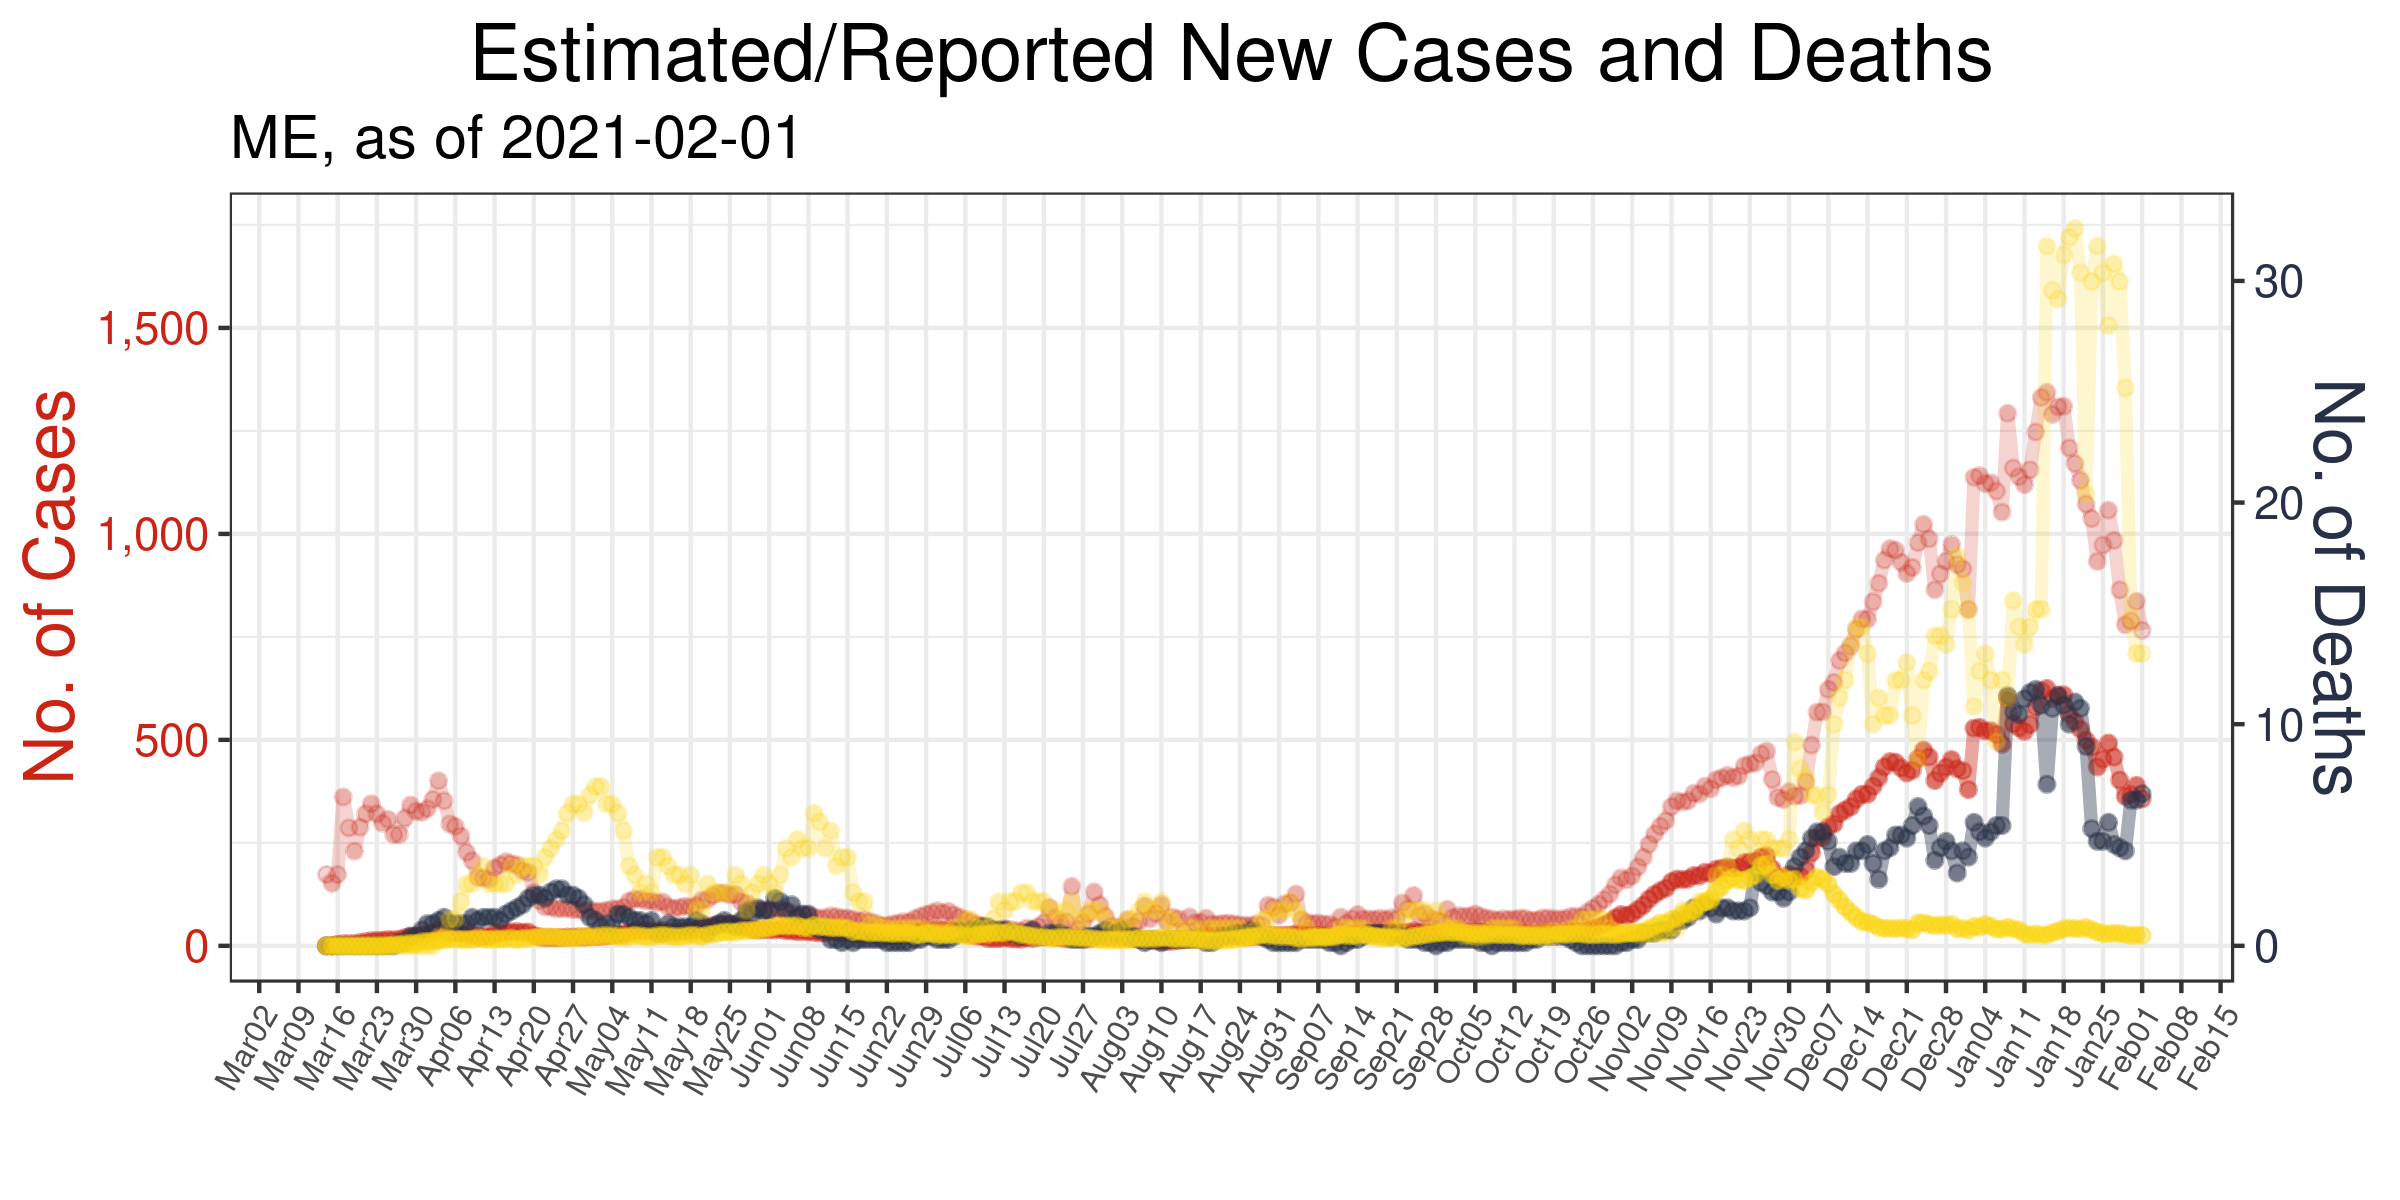 Estimated/Reported New Cases and Deaths
ME, as of 2021-02-01
No. of Cases
1,500
1,000
500
0
30
20
10
0
No. of Deaths
Mar02 Mar09 Mar16 Mar23 Mar30 Apr06 Apr13 Apr20 Apr27 May04 May11 May18 May25 Jun01 Jun08 Jun15 Jun22 Jun29 Jul06 Jul13 Jul20 Jul27 Aug03 Aug10 Aug17 Aug24 Aug31 Sep07 Sep14 Sep21 Sep28 Oct05 Oct12 Oct19 Oct26 Nov02 Nov09 Nov16 Nov23 Nov30 Dec07 Dec14 Dec21 Dec28 Jan04 Jan11 Jan18 Jan25 Feb01 Feb08 Feb15